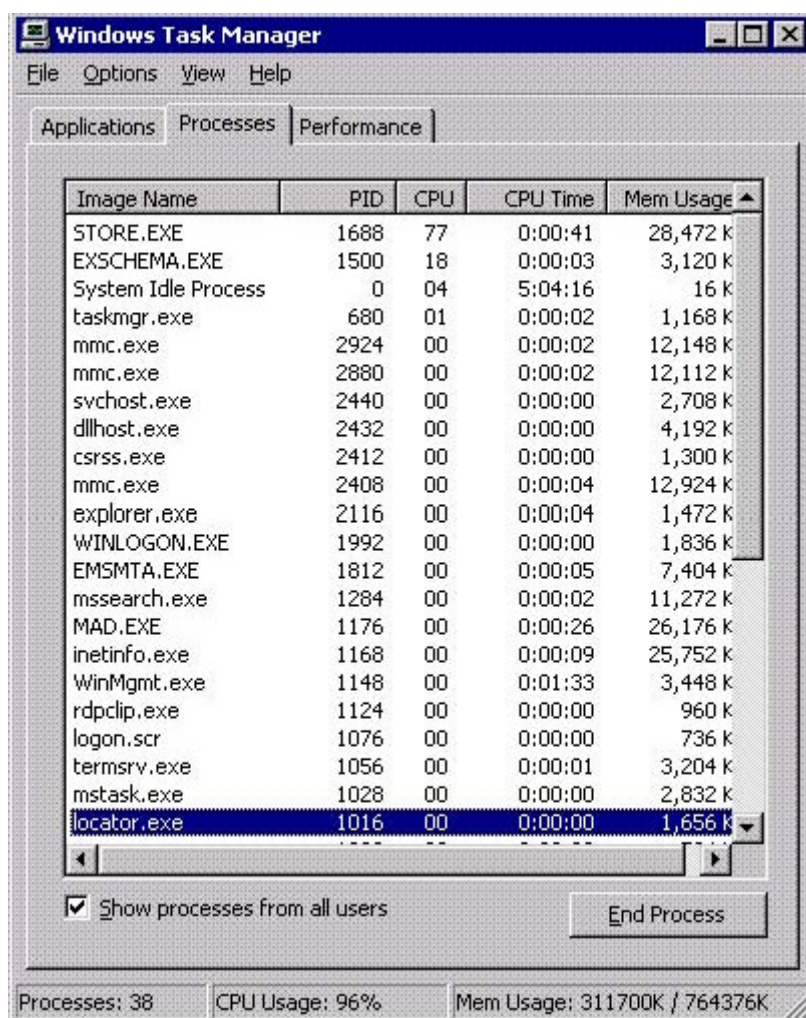 Windows Task Manager
File Options View Help
Applications Processes Performance
Image Name PID CPU CPU Time Mem Usage
STORE.EXE 1688 77 0:00:41 28,472 K
EXSCHEMA.EXE 1500 18 0:00:03 3,120 K
System Idle Process 0 04 5:04:16 16 K
taskmgr.exe 680 01 0:00:02 1,168 K
mmc.exe 2924 00 0:00:02 12,148 K
mmc.exe 2880 00 0:00:02 12,112 K
svchost.exe 2440 00 0:00:00 2,708 K
dllhost.exe 2432 00 0:00:00 4,192 K
csrss.exe 2412 00 0:00:00 1,300 K
mmc.exe 2408 00 0:00:04 12,924 K
explorer.exe 2116 00 0:00:04 1,472 K
WINLOGON.EXE 1992 00 0:00:00 1,836 K
EMSMTA.EXE 1812 00 0:00:05 7,404 K
mssearch.exe 1284 00 0:00:02 11,272 K
MAD.EXE 1176 00 0:00:26 26,176 K
inetinfo.exe 1168 00 0:00:09 25,752 K
WinMgmt.exe 1148 00 0:01:33 3,448 K
rdpclip.exe 1124 00 0:00:00 960 K
logon.scr 1076 00 0:00:00 736 K
termsrv.exe 1056 00 0:00:01 3,204 K
mstask.exe 1028 00 0:00:00 2,832 K
locator.exe 1016 00 0:00:00 1,656 K
Show processes from all users
End Process
Processes: 38 CPU Usage: 96% Mem Usage: 311700K / 764376K